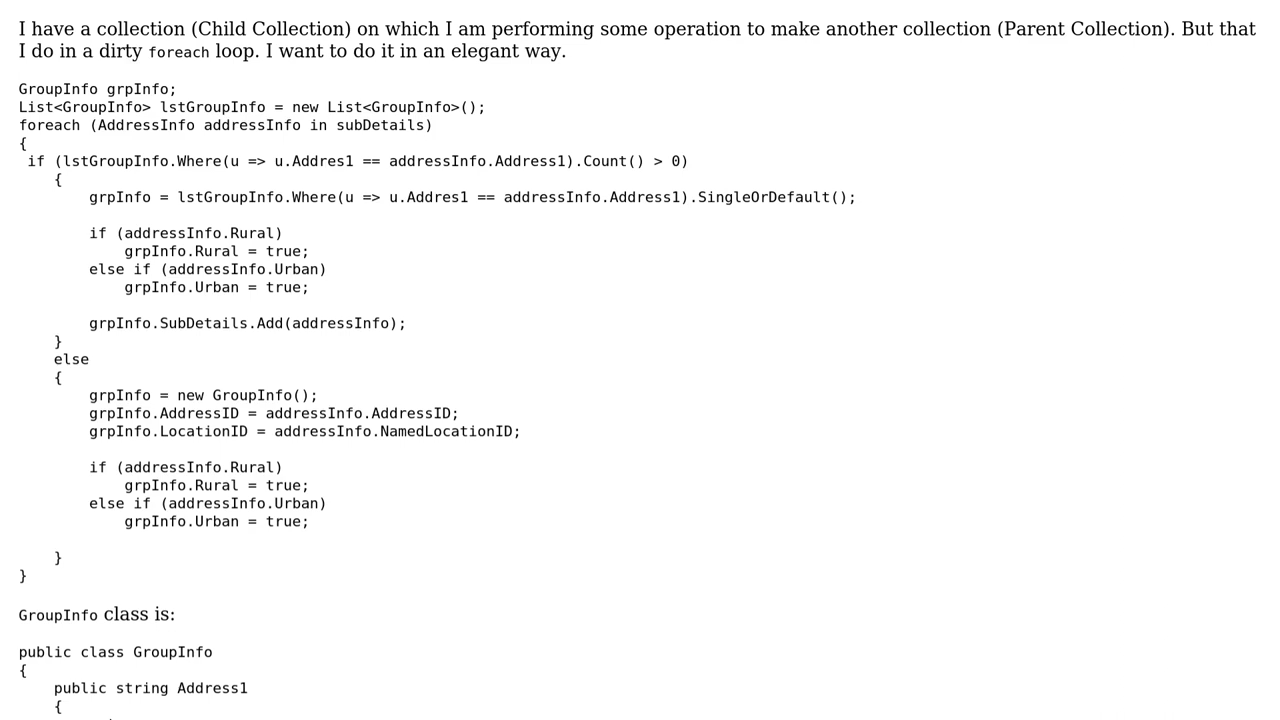 I have a collection (Child Collection) on which I am performing some operation to make another collection (Parent Collection). But that
I do in a dirty foreach loop. I want to do it in an elegant way.
GroupInfo grpInfo;
List<GroupInfo> lstGroupInfo = new List<GroupInfo>();
foreach (AddressInfo addressInfo in subDetails)
{
 if (lstGroupInfo.Where(u => u.Addres1 == addressInfo.Address1).Count() > 0)
    {
        grpInfo = lstGroupInfo.Where(u => u.Addres1 == addressInfo.Address1).SingleOrDefault();

        if (addressInfo.Rural)
            grpInfo.Rural = true;
        else if (addressInfo.Urban)
            grpInfo.Urban = true;

        grpInfo.SubDetails.Add(addressInfo);
    }
    else
    {
        grpInfo = new GroupInfo();
        grpInfo.AddressID = addressInfo.AddressID;
        grpInfo.LocationID = addressInfo.NamedLocationID;

        if (addressInfo.Rural)
            grpInfo.Rural = true;
        else if (addressInfo.Urban)
            grpInfo.Urban = true;

    }
}
GroupInfo class is:
public class GroupInfo
{
    public string Address1
    {